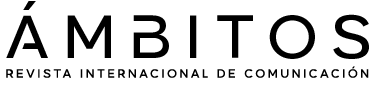 ÁMBITOS
REVISTA INTERNACIONAL DE COMUNICACIÓN